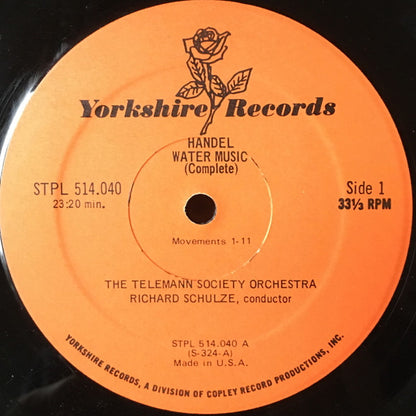 Yorkshire Records
HANDEL
WATER MUSIC
(Complete)
STPL 514.040
23:20 min.
Side 1
33⅓ RPM
Movements 1-11
THE TELEMANN SOCIETY ORCHESTRA
RICHARD SCHULZE, conductor
STPL 514.040 A
(S-324-A)
Made in U.S.A.
YORKSHIRE RECORDS, A DIVISION OF COPLEY RECORD PRODUCTIONS, INC.